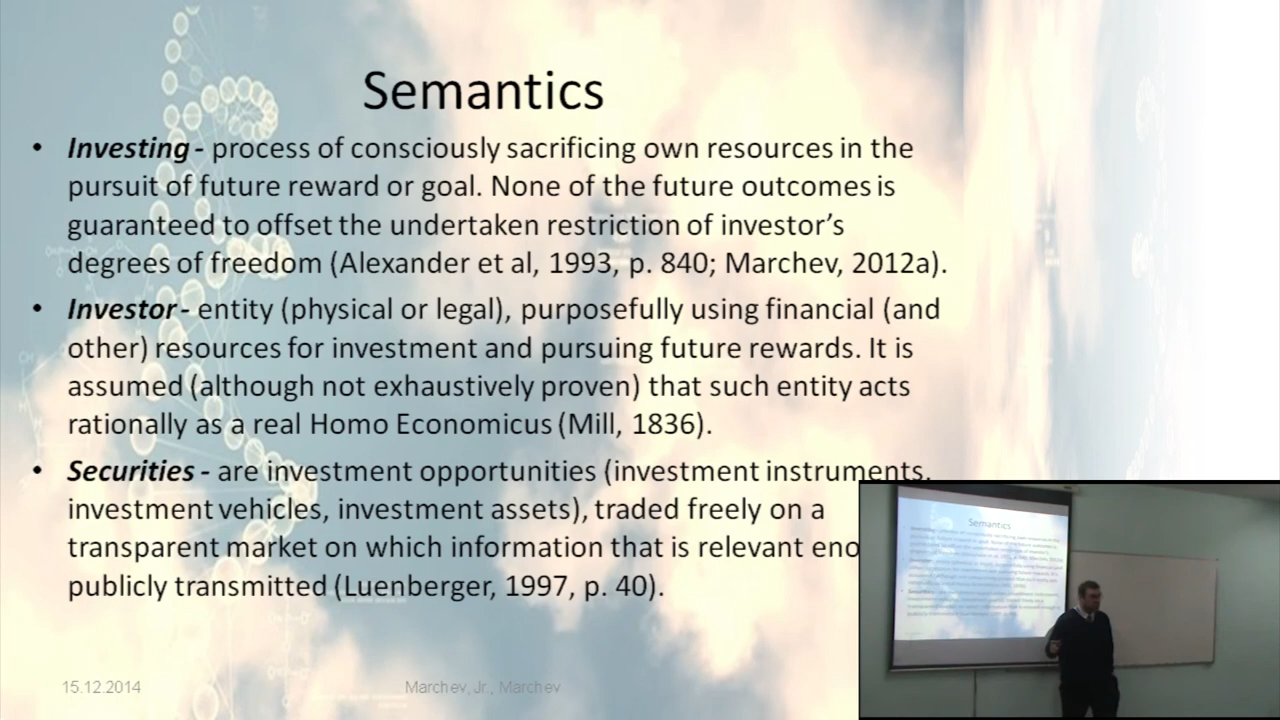 Semantics
• Investing - process of consciously sacrificing own resources in the
pursuit of future reward or goal. None of the future outcomes is
guaranteed to offset the undertaken restriction of investor’s
degrees of freedom (Alexander et al, 1993, p. 840; Marchev, 2012a).
• Investor - entity (physical or legal), purposefully using financial (and
other) resources for investment and pursuing future rewards. It is
assumed (although not exhaustively proven) that such entity acts
rationally as a real Homo Economicus (Mill, 1836).
• Securities - are investment opportunities (investment instruments,
investment vehicles, investment assets), traded freely on a
transparent market on which information that is relevant eno
publicly transmitted (Luenberger, 1997, p. 40).
15.12.2014
Marchev, Jr., Marchev
Semantics